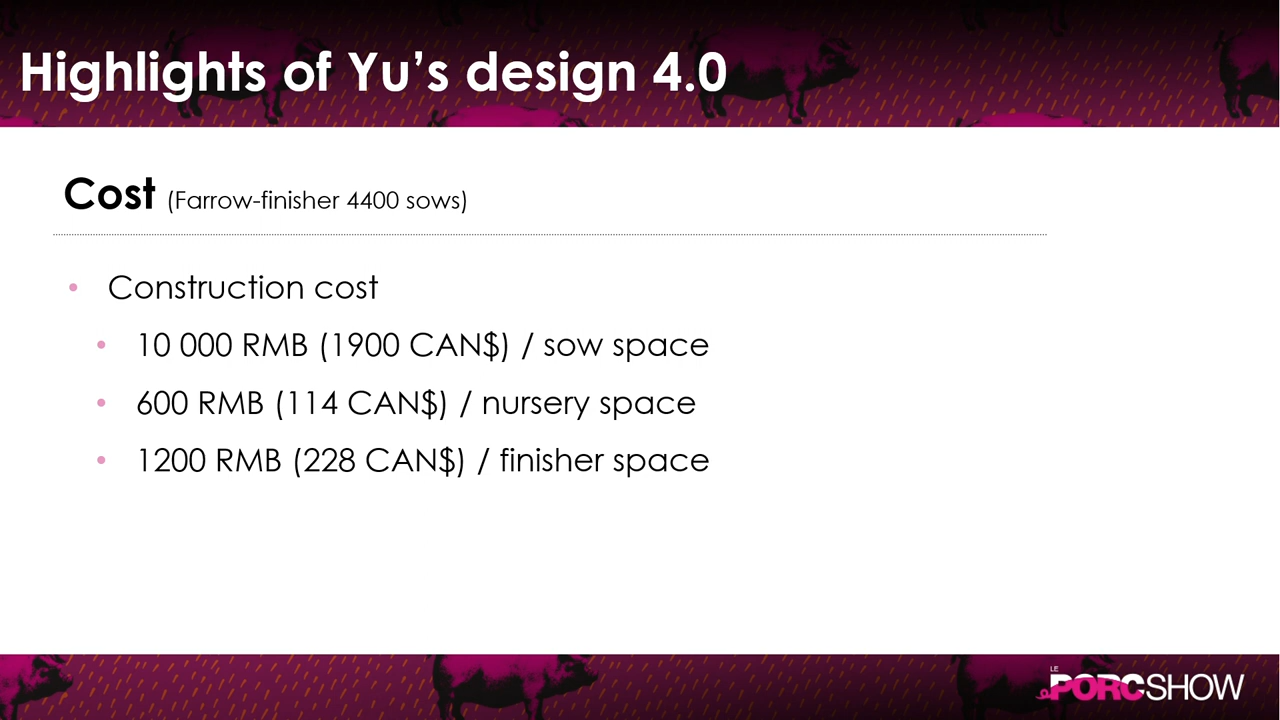 Highlights of Yu’s design 4.0
Cost (Farrow-finisher 4400 sows)
• Construction cost
• 10 000 RMB (1900 CAN$) / sow space
• 600 RMB (114 CAN$) / nursery space
• 1200 RMB (228 CAN$) / finisher space
LE
PORCSHOW